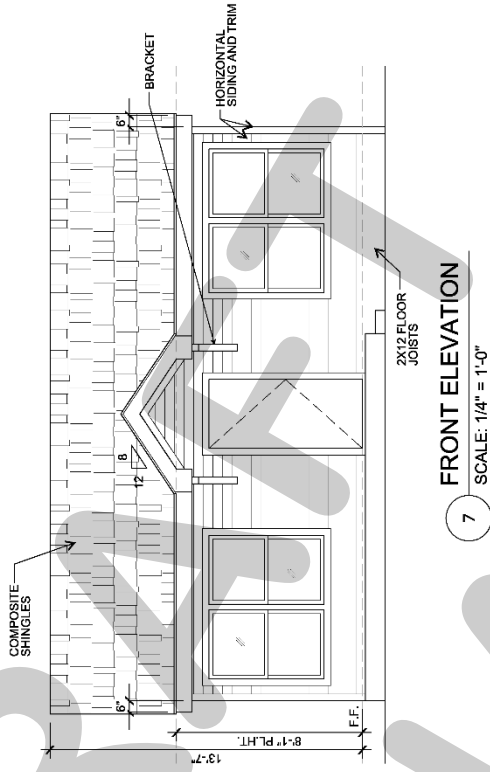 COMPOSITE
SHINGLES
BRACKET
6"
6"
8
12
HORIZONTAL
SIDING AND TRIM
13'-7"
8'-1" PL.HT.
F.F.
2X12 FLOOR
JOISTS
7
FRONT ELEVATION
SCALE: 1/4" = 1'-0"
DRAFT